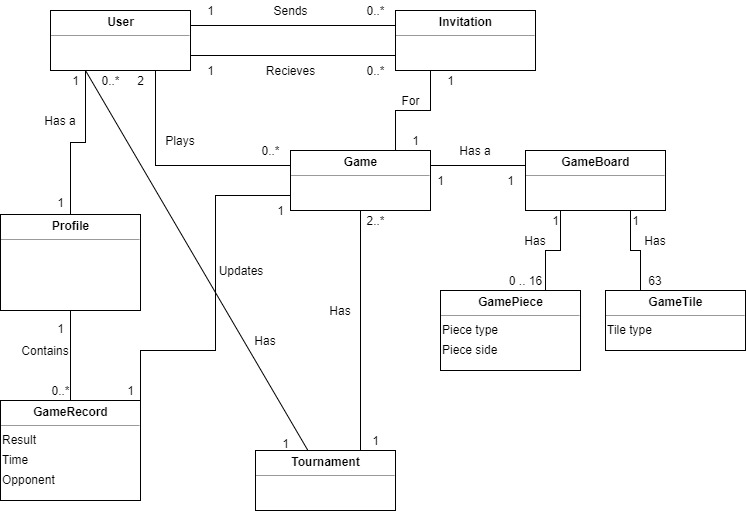 1 Sends 0..*
User Invitation
1 Recieves 0..*
1 0..* 2 1
For
Has a
Plays 1
0..* Game Has a GameBoard
1 1
1 1 2..* 1 1
Profile
Has Has
Updates
0 .. 16 63
GamePiece GameTile
Has
1 Has Piece type Tile type
Contains Piece side
0..* 1
GameRecord
Result 1 1
Time Tournament
Opponent